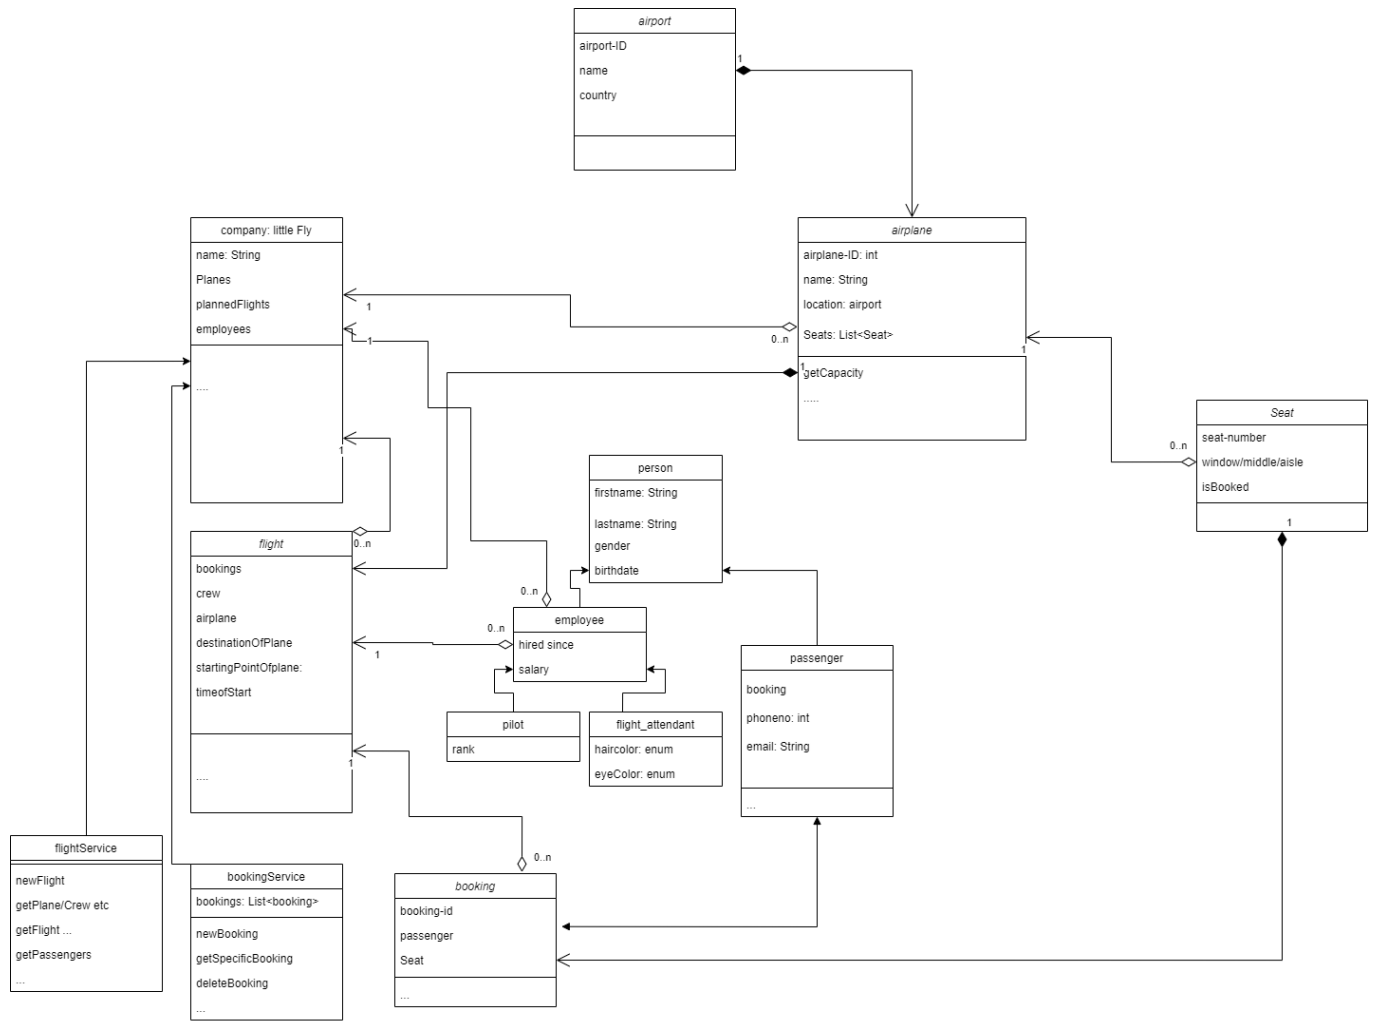 airport
airport-ID
name
country
1
company: little Fly
name: String
Planes
plannedFlights
employees
....
1
1
1
airplane
airplane-ID: int
name: String
location: airport
Seats: List<Seat>
getCapacity
.....
0..n
1
1
Seat
seat-number
window/middle/aisle
isBooked
0..n
1
person
firstname: String
lastname: String
gender
birthdate
flight
bookings
crew
airplane
destinationOfPlane
startingPointOfplane:
timeofStart
....
0..n
1
1
employee
hired since
salary
0..n
0..n
pilot
rank
flight_attendant
haircolor: enum
eyeColor: enum
passenger
booking
phoneno: int
email: String
...
flightService
newFlight
getPlane/Crew etc
getFlight ...
getPassengers
...
bookingService
bookings: List<booking>
newBooking
getSpecificBooking
deleteBooking
...
0..n
booking
booking-id
passenger
Seat
...